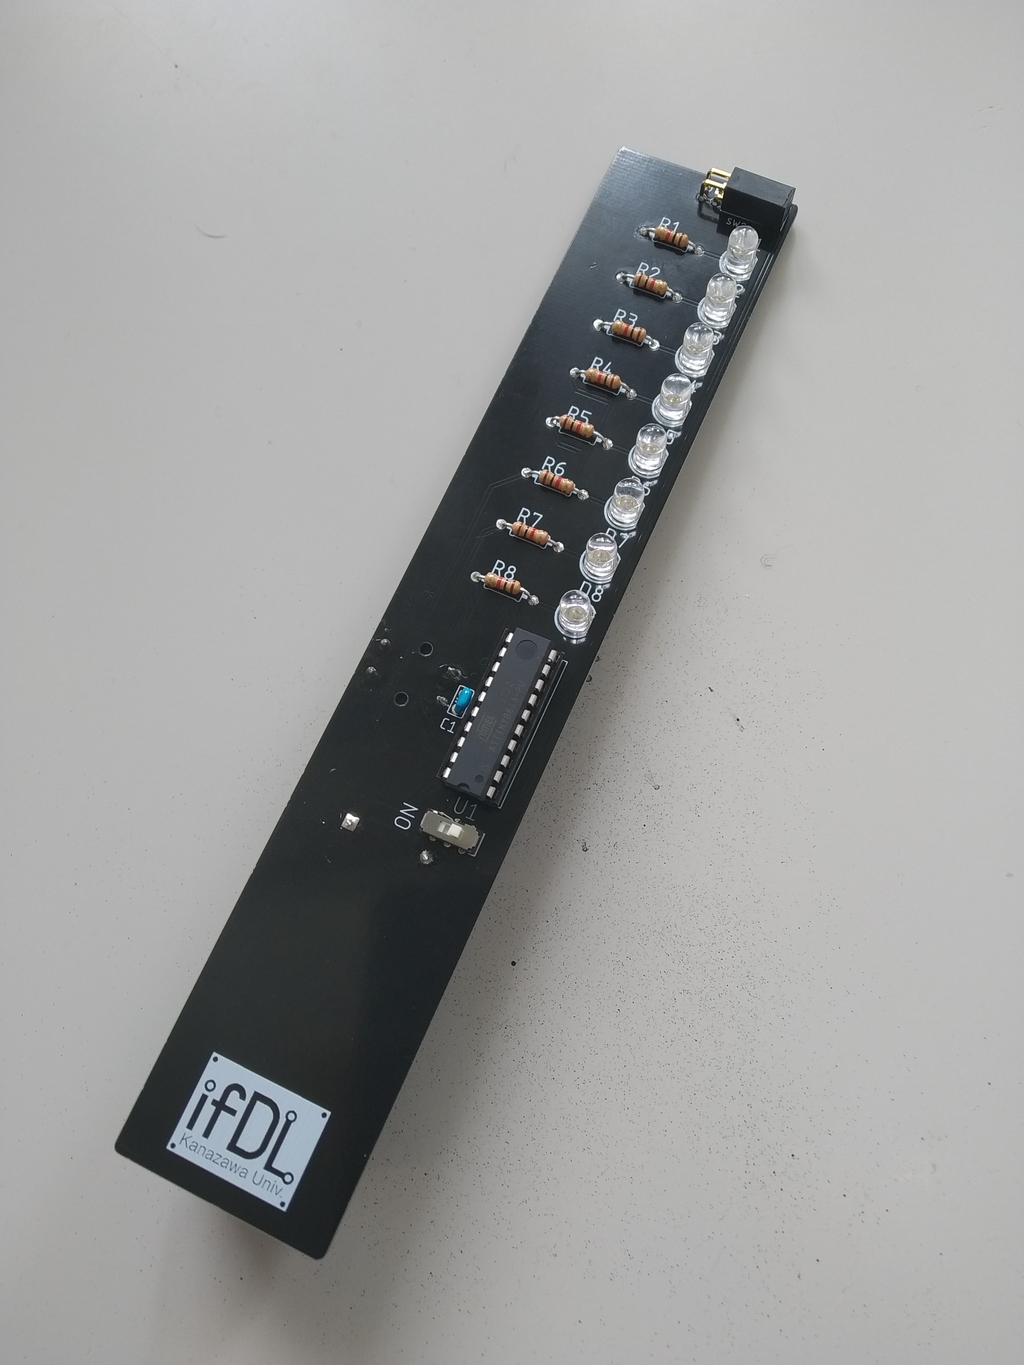 R1
R2
R3
R4
R5
R6
R7
R8
D8
C1
U1
ON
ifDL
Kanazawa Univ.